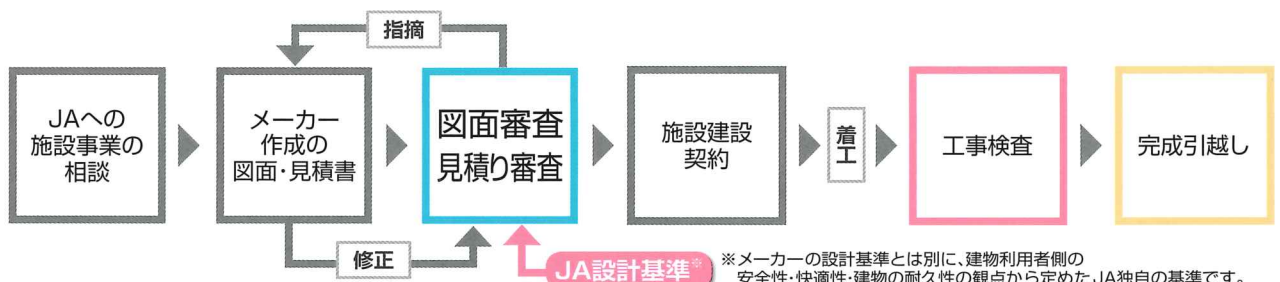 指摘
JAへの
施設事業の
相談
メーカー
作成の
図面・見積書
図面審査
見積り審査
施設建設
契約
着工
工事検査
完成引越し
修正
JA設計基準※
※メーカーの設計基準とは別に、建物利用者側の
安全性・快適性・建物の耐久性の観点から定めたJA独自の基準です。